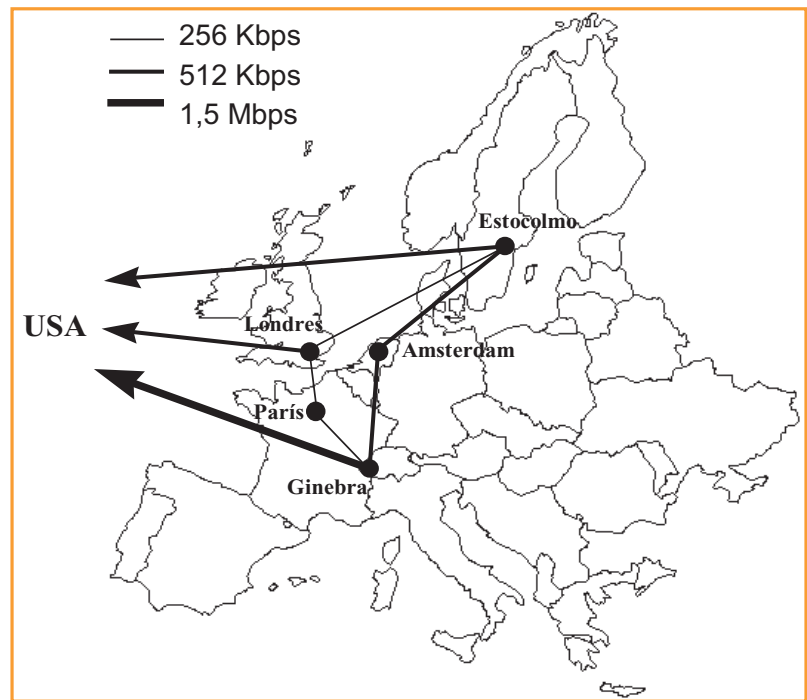 256 Kbps
512 Kbps
1,5 Mbps
Estocolmo
USA
Londres
Amsterdam
París
Ginebra